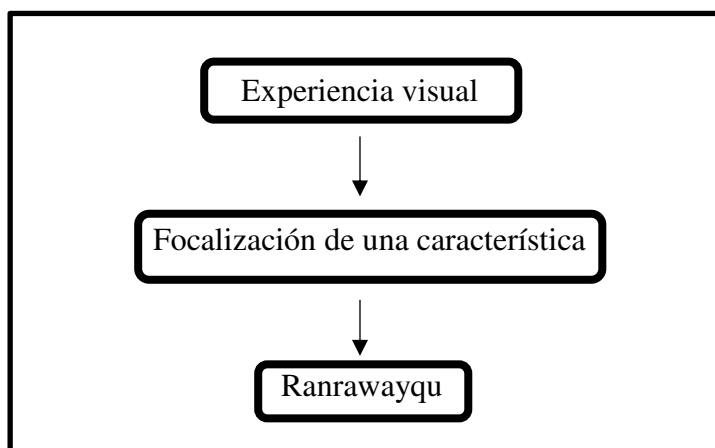 Experiencia visual
Focalización de una característica
Ranrawayqu